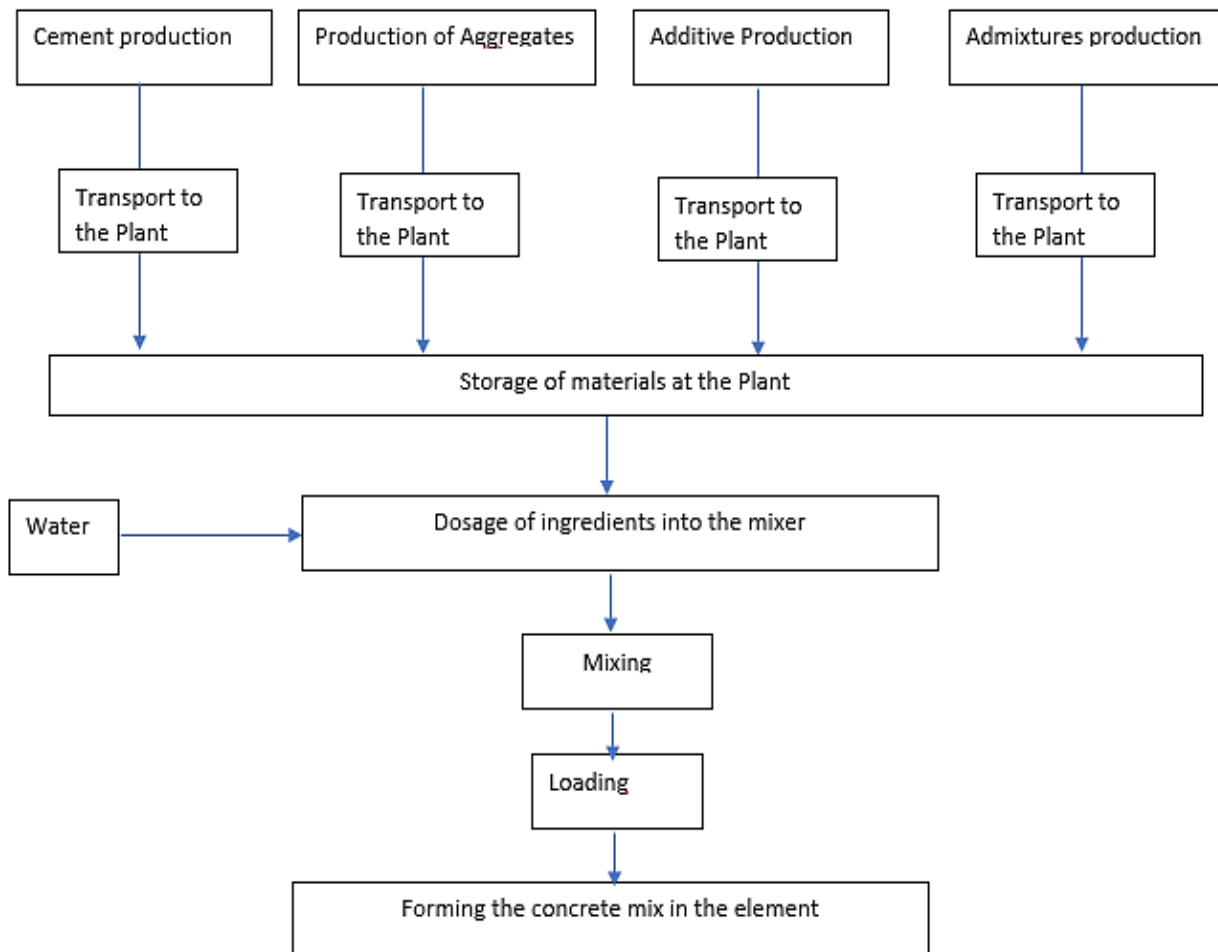 Cement production
Production of Aggregates
Additive Production
Admixtures production
Transport to
the Plant
Transport to
the Plant
Transport to
the Plant
Transport to
the Plant
Storage of materials at the Plant
Water
Dosage of ingredients into the mixer
Mixing
Loading
Forming the concrete mix in the element